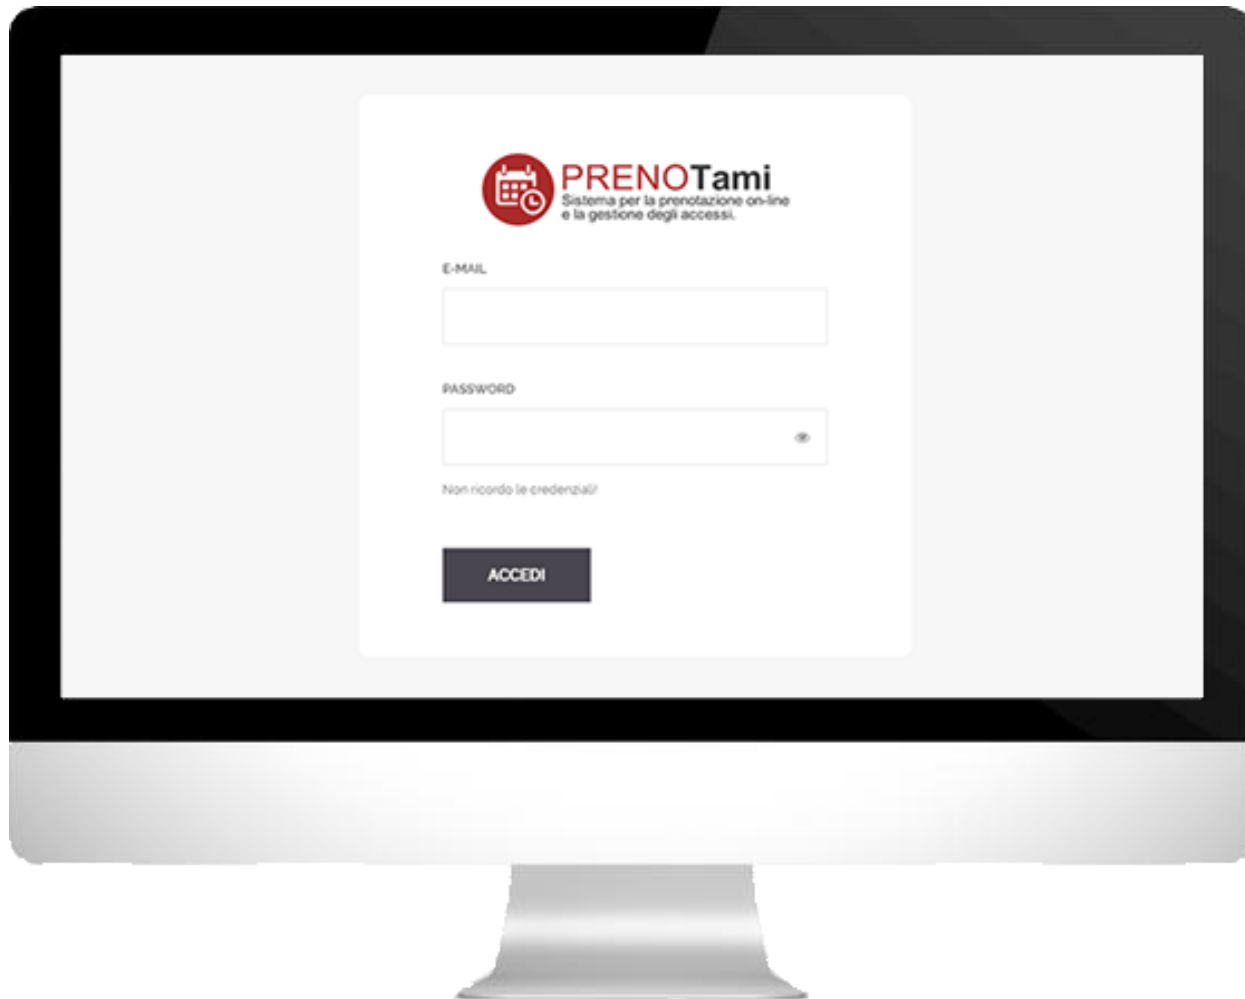 PRENOTami
Sistema per la prenotazione on-line
e la gestione degli accessi.
E-MAIL
PASSWORD
Non ricordo le credenziali!
ACCEDI